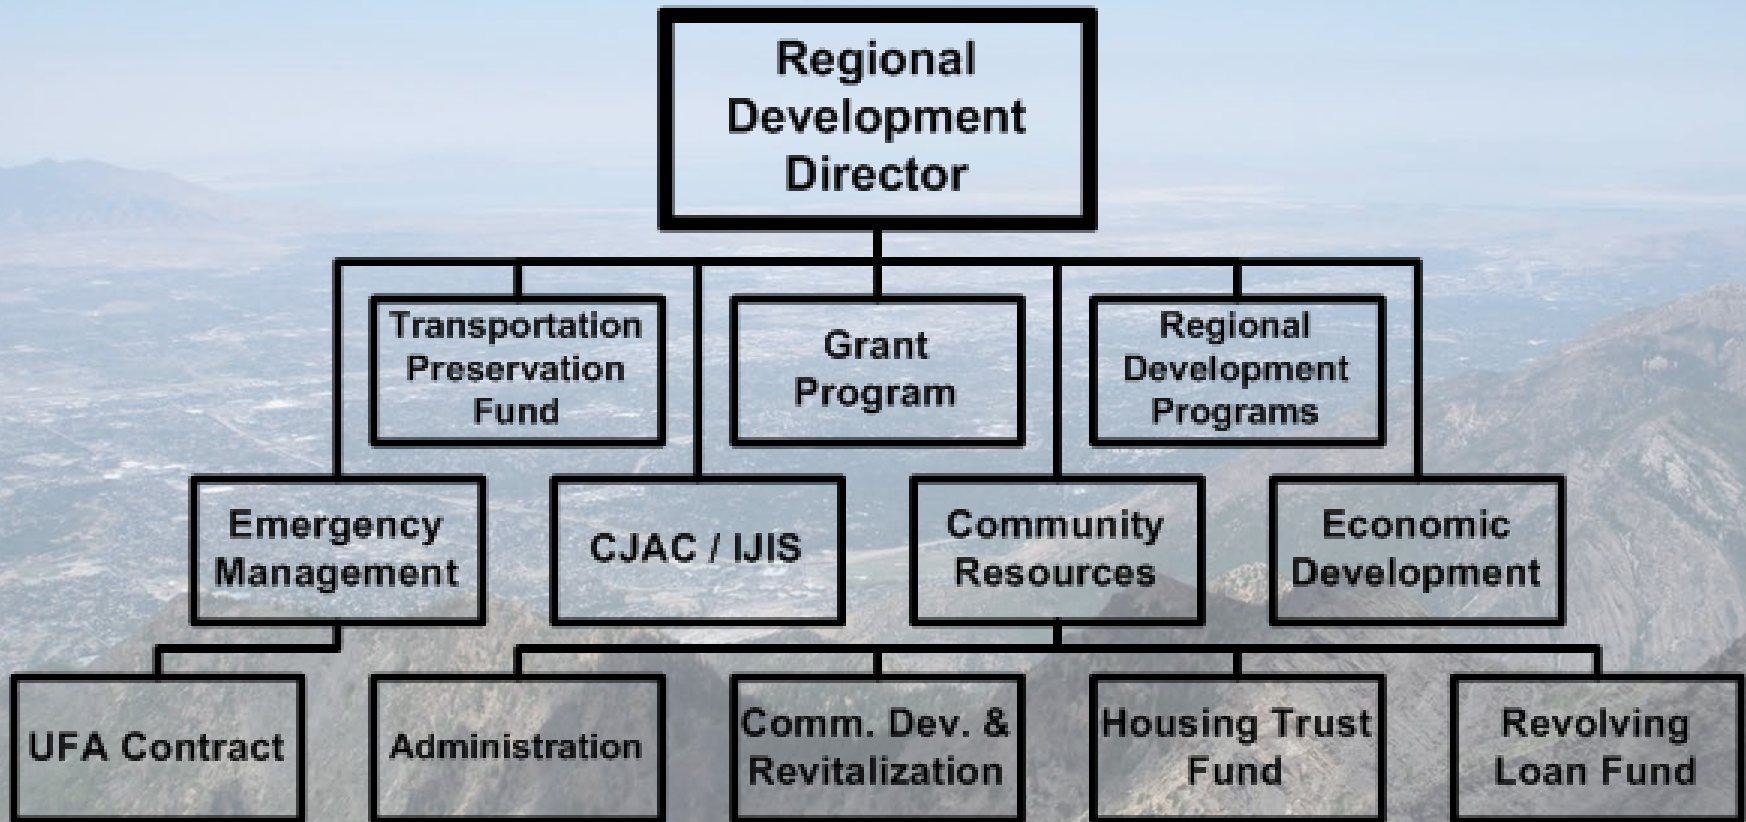 Regional
Development
Director
Transportation
Preservation
Fund
Grant
Program
Regional
Development
Programs
Emergency
Management
CJAC / IJIS
Community
Resources
Economic
Development
UFA Contract
Administration
Comm. Dev. &
Revitalization
Housing Trust
Fund
Revolving
Loan Fund